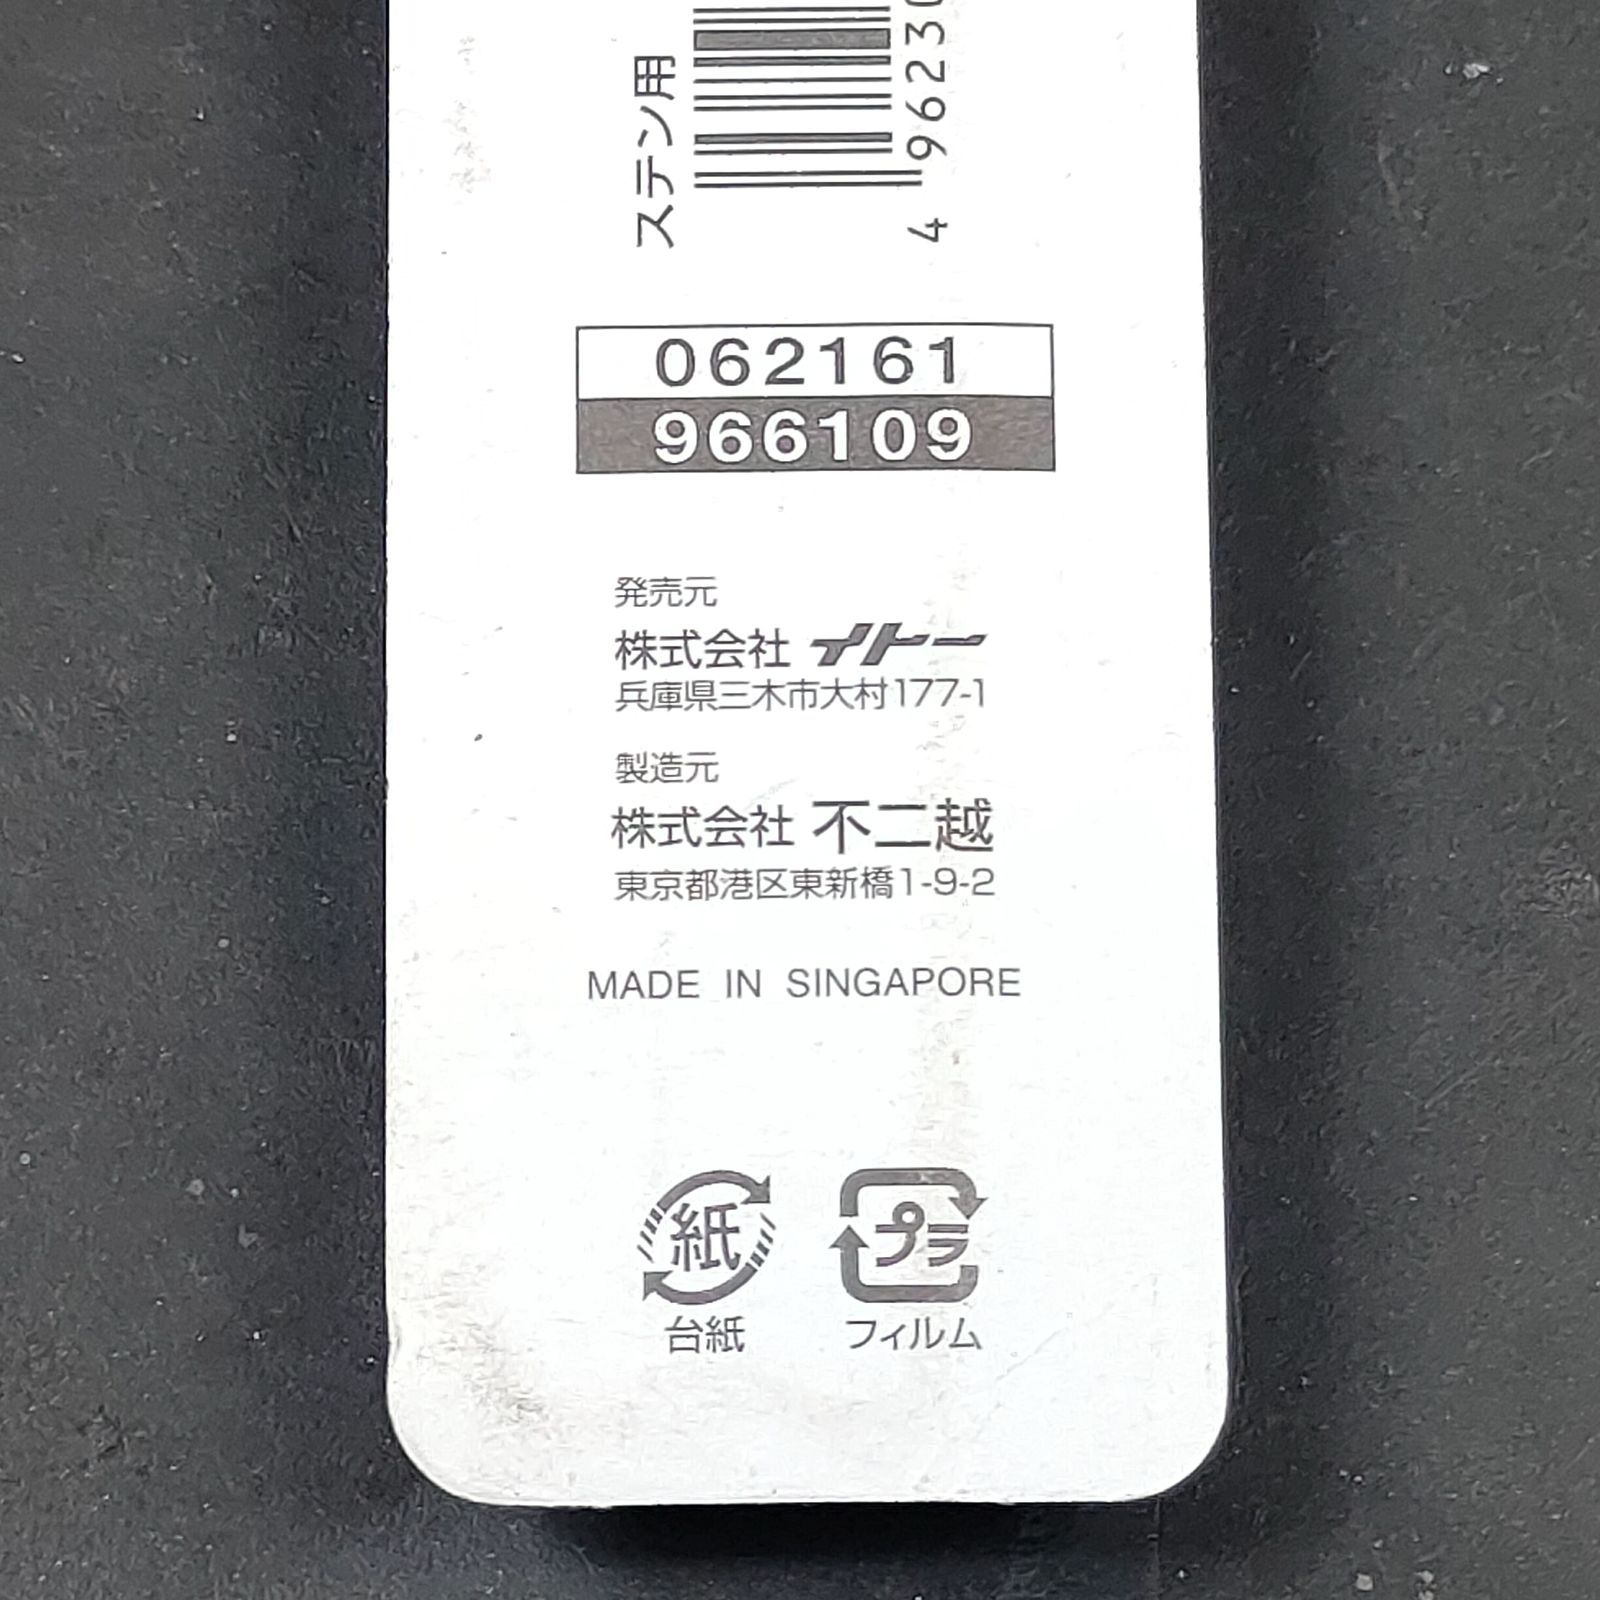 ステン用
4 96230
062161
966109
発売元
株式会社 イトー
兵庫県三木市大村177-1
製造元
株式会社 不二越
東京都港区東新橋1-9-2
MADE IN SINGAPORE
紙 プラ
台紙 フィルム